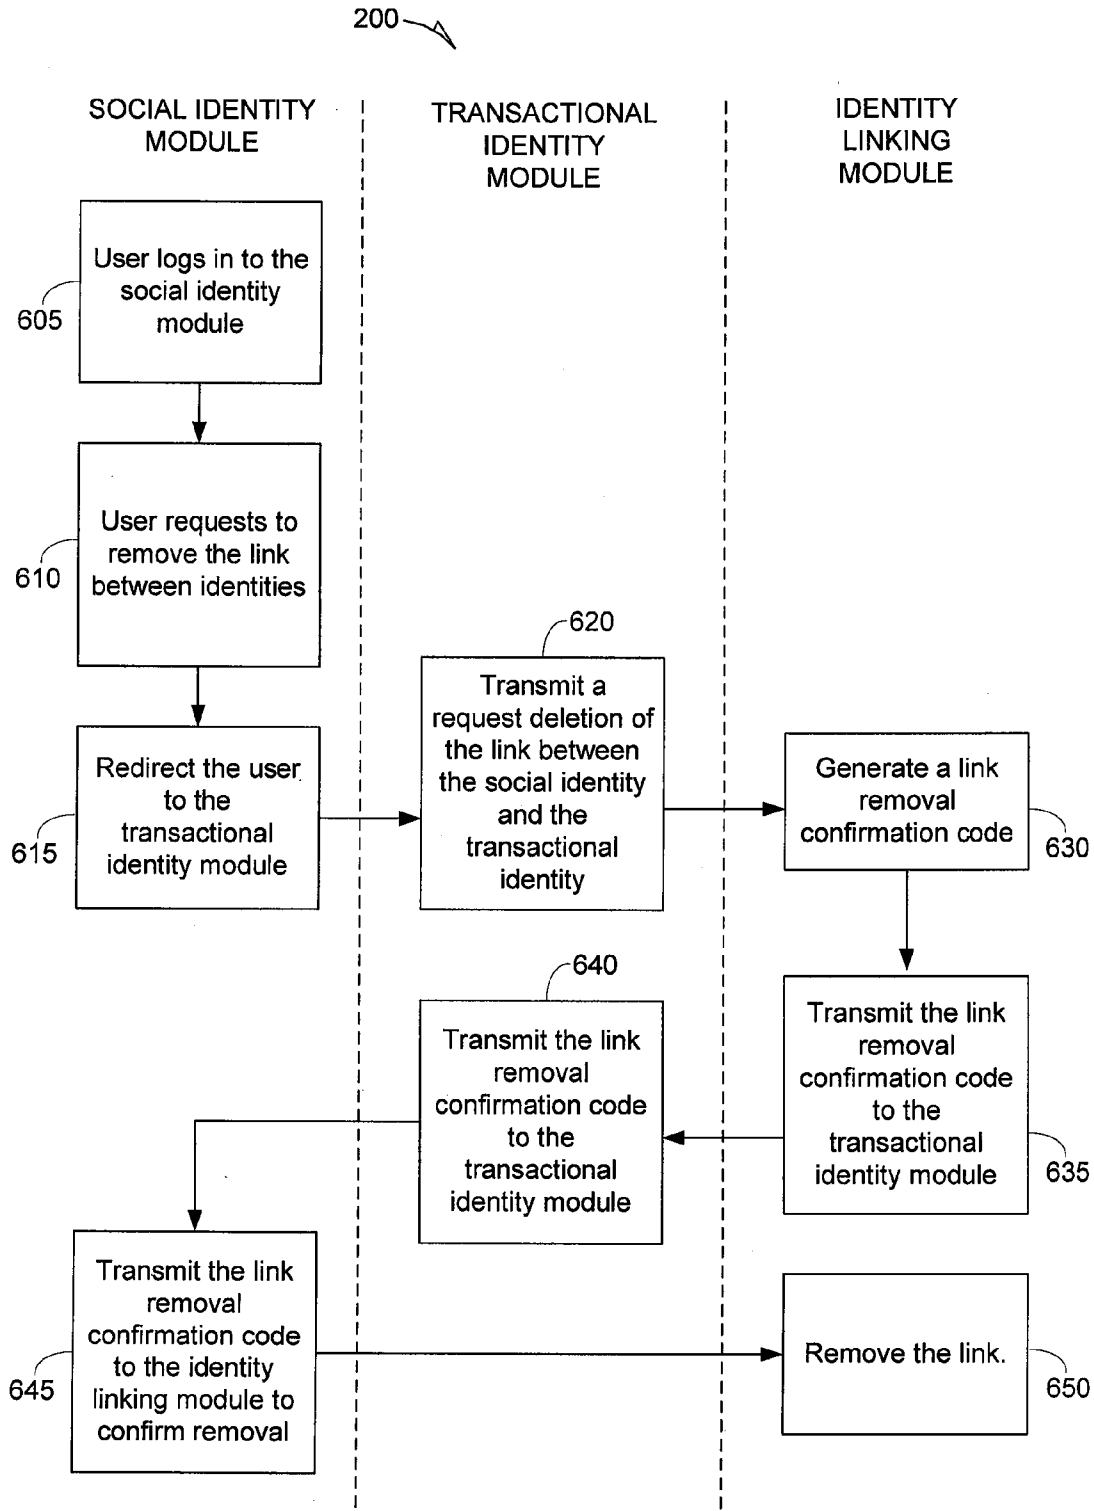 200
SOCIAL IDENTITY
MODULE
TRANSACTIONAL
IDENTITY
MODULE
IDENTITY
LINKING
MODULE
User logs in to the
social identity
module
605
User requests to
remove the link
between identities
610
Redirect the user
to the
transactional
identity module
615
620
Transmit a
request deletion of
the link between
the social identity
and the
transactional
identity
Generate a link
removal
confirmation code
630
Transmit the link
removal
confirmation code
to the
transactional
identity module
635
640
Transmit the link
removal
confirmation code
to the
transactional
identity module
Transmit the link
removal
confirmation code
to the identity
linking module to
confirm removal
645
Remove the link.
650